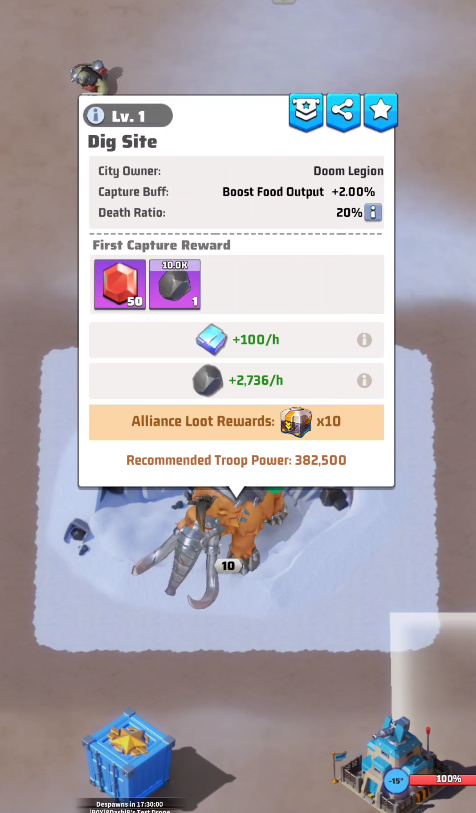 Lv. 1
Dig Site
City Owner: Doom Legion
Capture Buff: Boost Food Output +2.00%
Death Ratio: 20%
First Capture Reward
50
10.0K
1
+100/h
+2,736/h
Alliance Loot Rewards: x10
Recommended Troop Power: 382,500
10
-15°
100%
Despawns in 17:30:00
Test Drone